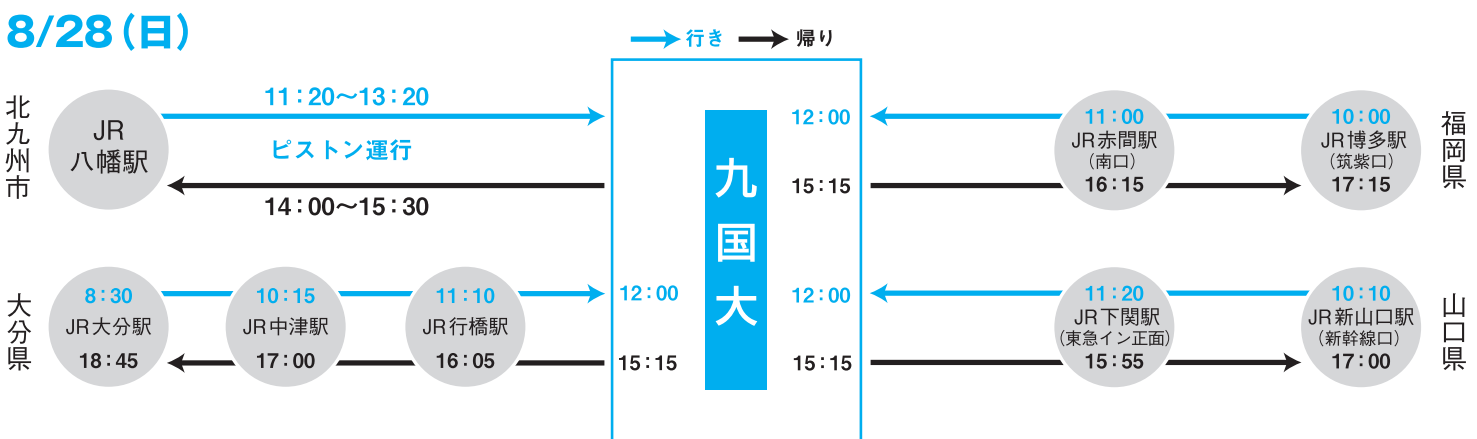 8/28(日)
行き 帰り
北九州市
JR
八幡駅
11:20〜13:20
ピストン運行
14:00〜15:30
九国大
12:00
15:15
11:00
JR赤間駅
(南口)
16:15
10:00
JR博多駅
(筑紫口)
17:15
福岡県
大分県
8:30
JR大分駅
18:45
10:15
JR中津駅
17:00
11:10
JR行橋駅
16:05
12:00
15:15
12:00
15:15
11:20
JR下関駅
(東急イン正面)
15:55
10:10
JR新山口駅
(新幹線口)
17:00
山口県